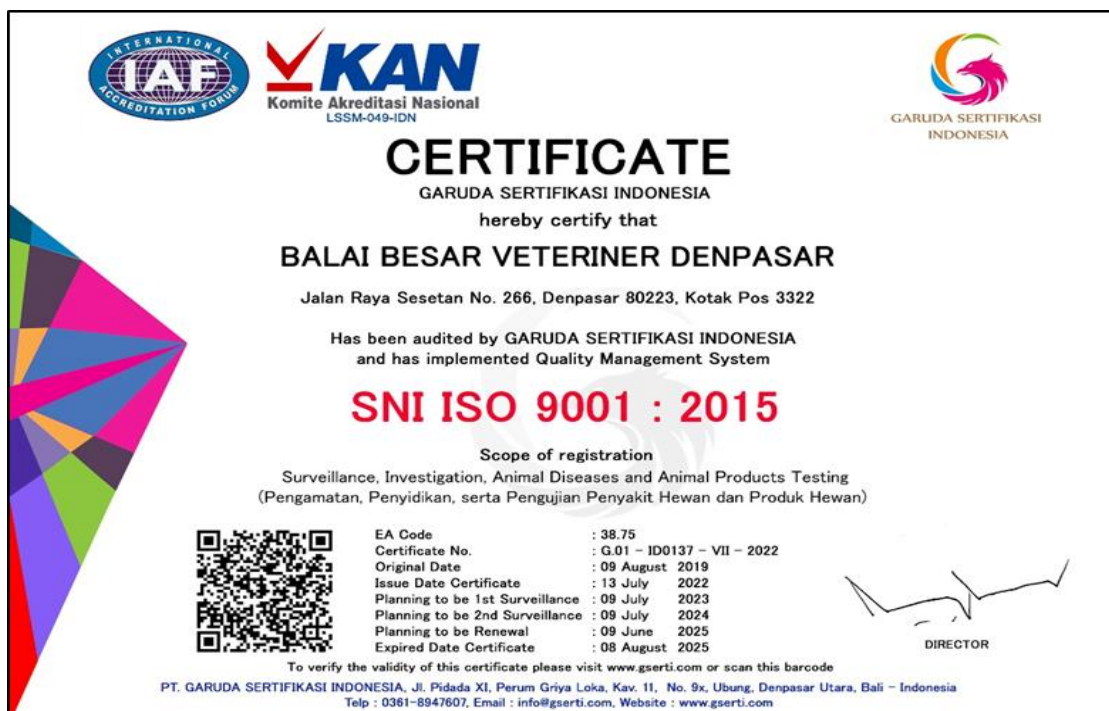 INTERNATIONAL
IAF
ACCREDITATION FORUM
KAN
Komite Akreditasi Nasional
LSSM-049-IDN
GARUDA SERTIFIKASI
INDONESIA
CERTIFICATE
GARUDA SERTIFIKASI INDONESIA
hereby certify that
BALAI BESAR VETERINER DENPASAR
Jalan Raya Sesetan No. 266, Denpasar 80223, Kotak Pos 3322
Has been audited by GARUDA SERTIFIKASI INDONESIA
and has implemented Quality Management System
SNI ISO 9001 : 2015
Scope of registration
Surveillance, Investigation, Animal Diseases and Animal Products Testing
(Pengamatan, Penyidikan, serta Pengujian Penyakit Hewan dan Produk Hewan)
EA Code : 38.75
Certificate No. : G.01 - ID0137 - VII - 2022
Original Date : 09 August 2019
Issue Date Certificate : 13 July 2022
Planning to be 1st Surveillance : 09 July 2023
Planning to be 2nd Surveillance : 09 July 2024
Planning to be Renewal : 09 June 2025
Expired Date Certificate : 08 August 2025
DIRECTOR
To verify the validity of this certificate please visit www.gserti.com or scan this barcode
PT. GARUDA SERTIFIKASI INDONESIA, Jl. Pidada XI, Perum Griya Loka, Kav. 11, No. 9x, Ubung, Denpasar Utara, Bali - Indonesia
Telp : 0361-8947607, Email : info@gserti.com, Website : www.gserti.com